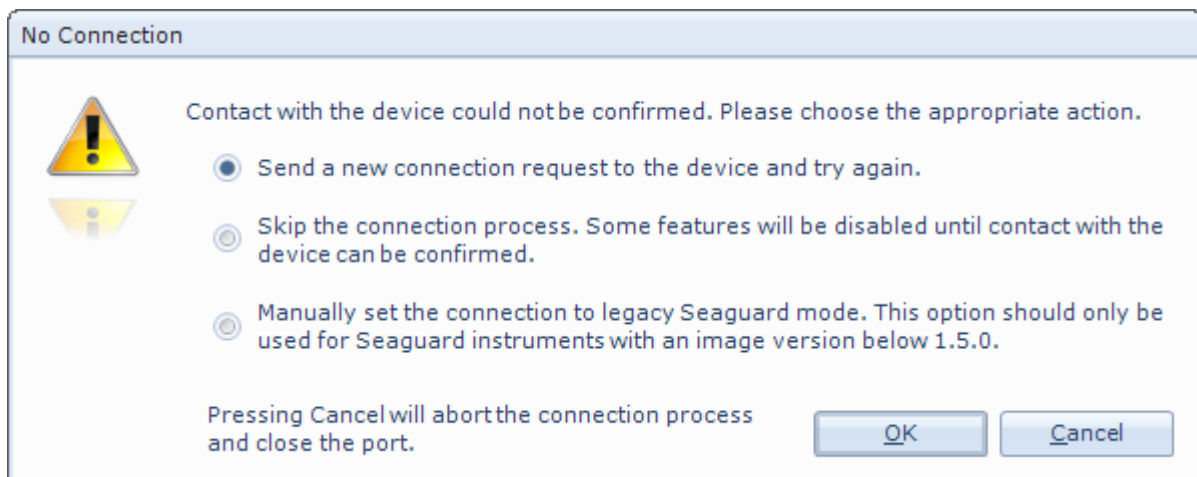 No Connection
Contact with the device could not be confirmed. Please choose the appropriate action.
Send a new connection request to the device and try again.
Skip the connection process. Some features will be disabled until contact with the
device can be confirmed.
Manually set the connection to legacy Seaguard mode. This option should only be
used for Seaguard instruments with an image version below 1.5.0.
Pressing Cancel will abort the connection process
and close the port.
OK
Cancel